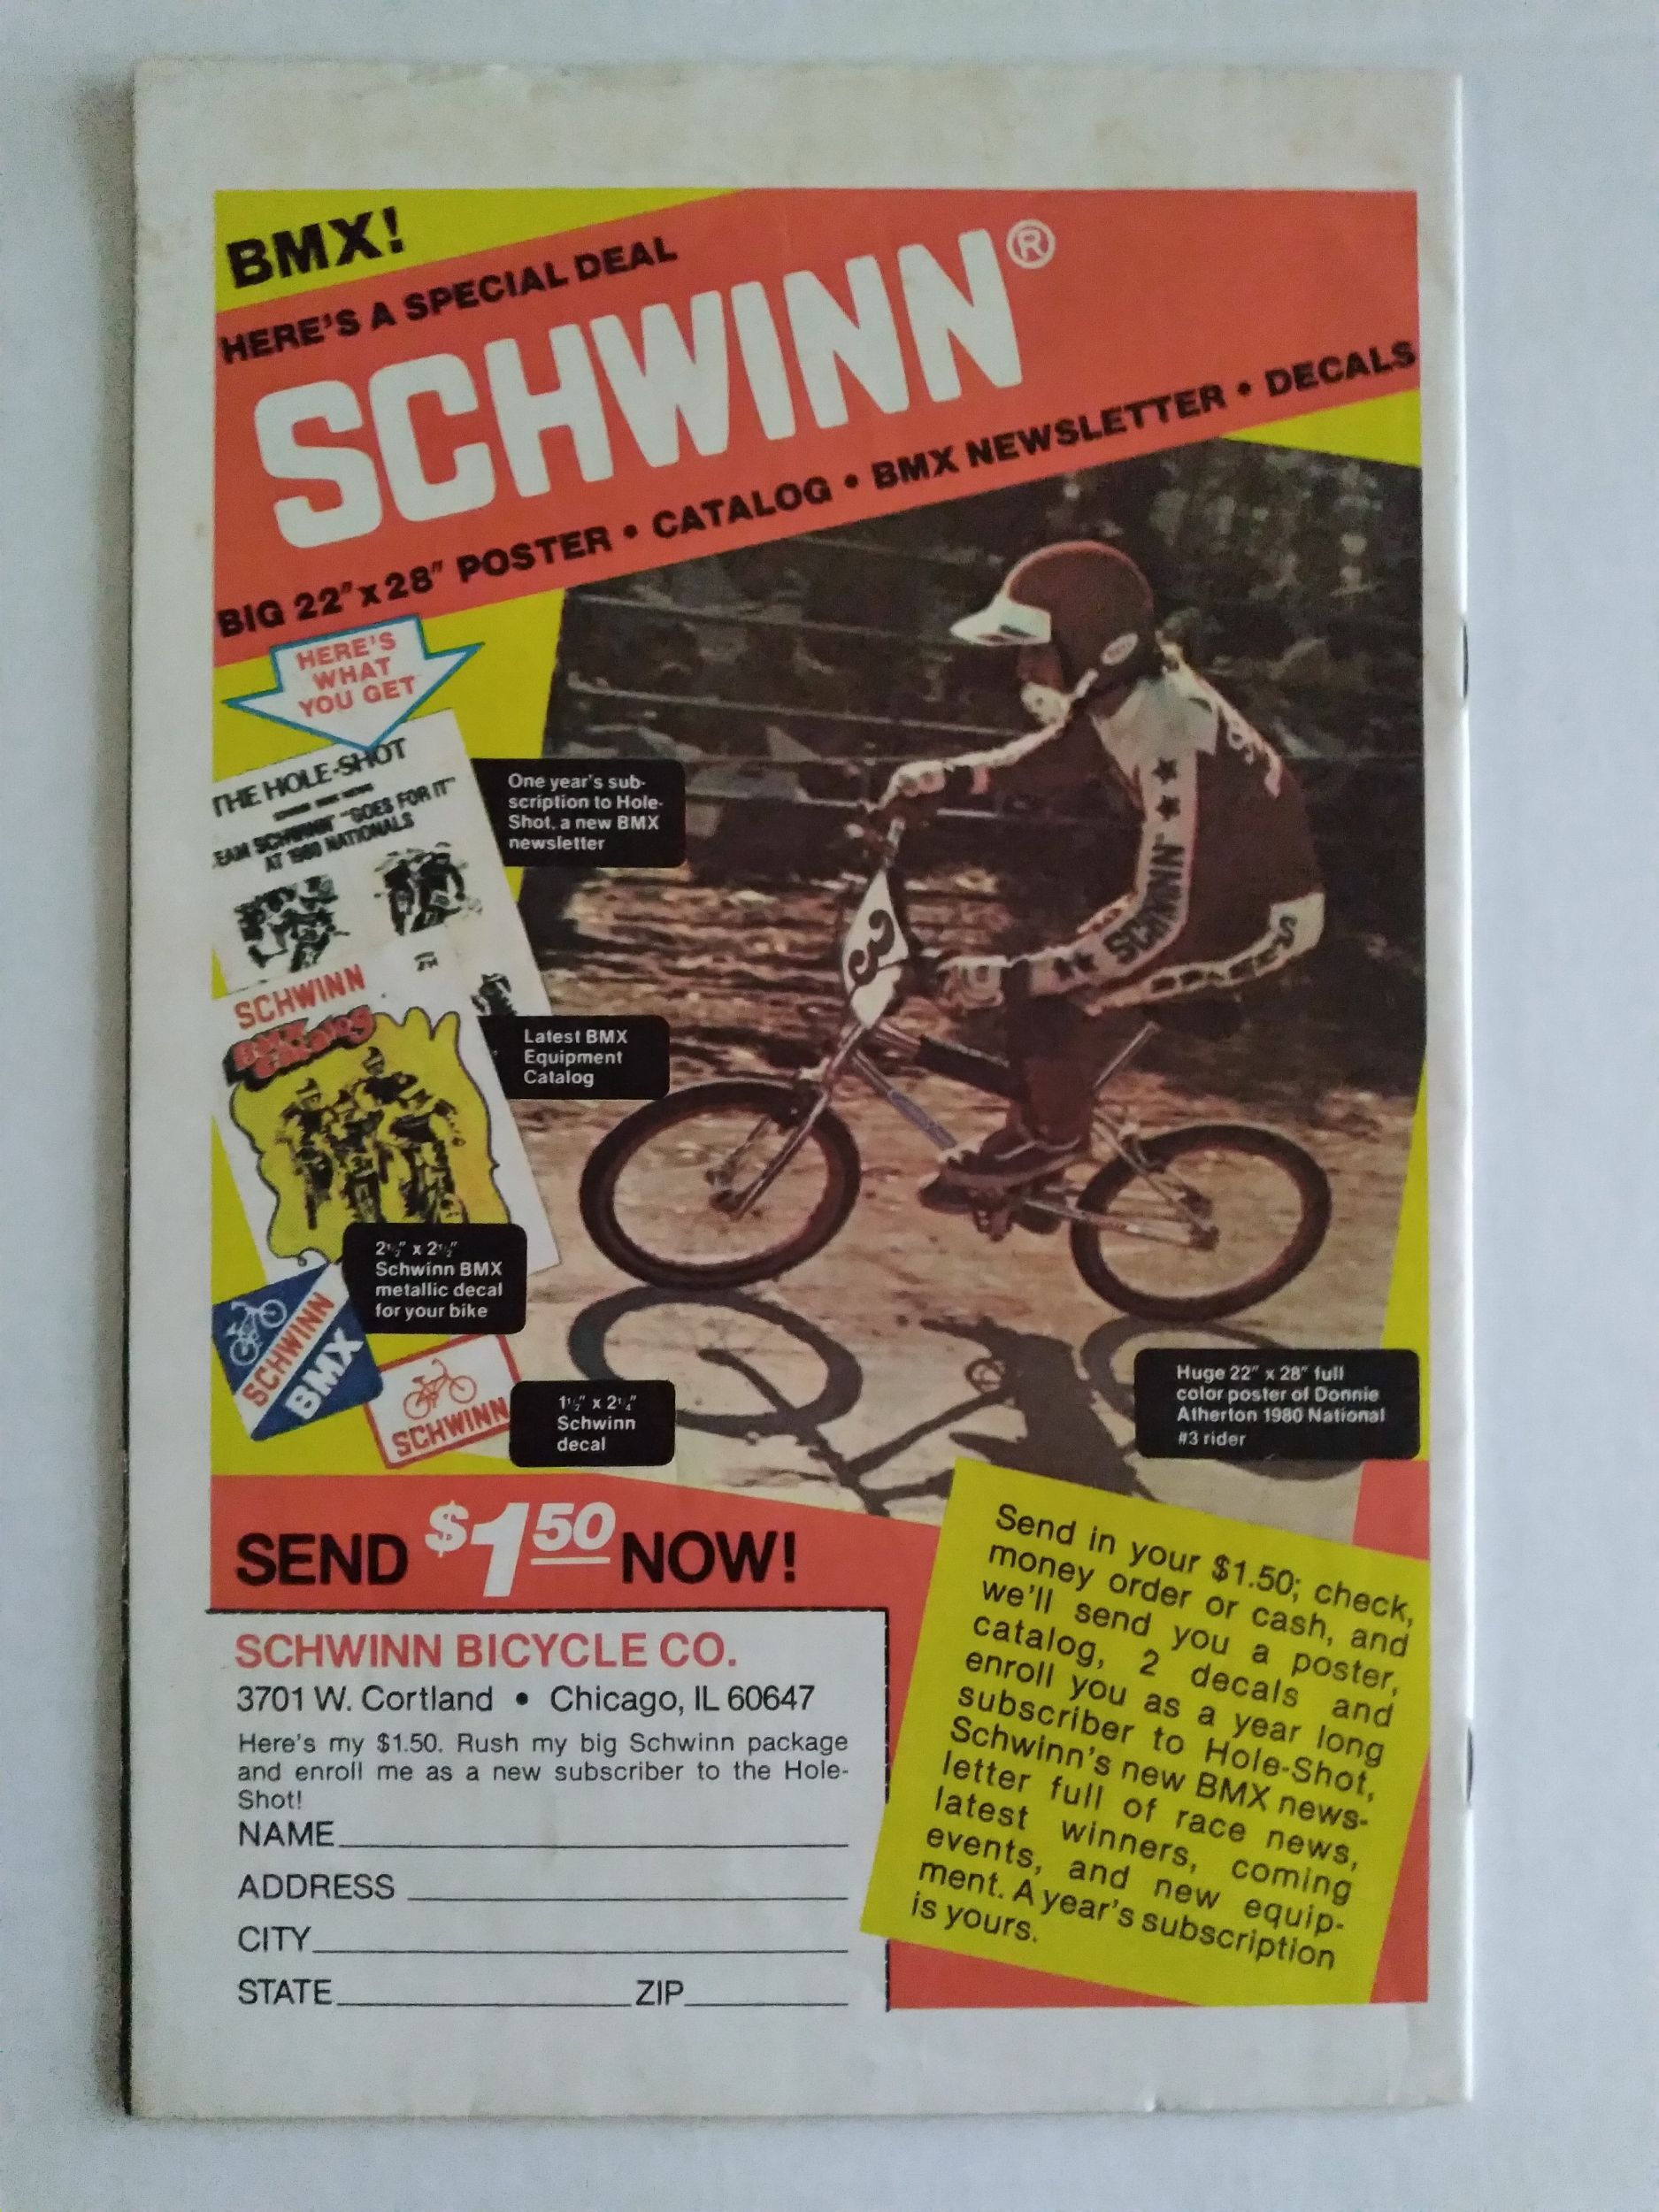 BMX!
HERE'S A SPECIAL DEAL
SCHWINN®
BIG 22" x 28" POSTER • CATALOG • BMX NEWSLETTER • DECALS
HERE'S
WHAT
YOU GET
THE HOLE-SHOT
EAM SCHWINN "GOES FOR IT"
AT 1980 NATIONALS
One year's sub-
scription to Hole-
Shot, a new BMX
newsletter
SCHWINN
BMX
Catalog
Latest BMX
Equipment
Catalog
2½" x 2½"
Schwinn BMX
metallic decal
for your bike
SCHWINN
BMX
SCHWINN
1½" x 2¼"
Schwinn
decal
3
SCHWINN
S
Huge 22" x 28" full
color poster of Donnie
Atherton 1980 National
#3 rider
SEND $1.50 NOW!
SCHWINN BICYCLE CO.
3701 W. Cortland • Chicago, IL 60647
Here's my $1.50. Rush my big Schwinn package
and enroll me as a new subscriber to the Hole-
Shot!
NAME
ADDRESS
CITY
STATE ZIP
Send in your $1.50; check,
money order or cash, and
we'll send you a poster,
catalog, 2 decals and
enroll you as a year long
subscriber to Hole-Shot,
Schwinn's new BMX news-
letter full of race news,
latest winners, coming
events, and new equip-
ment. A year's subscription
is yours.